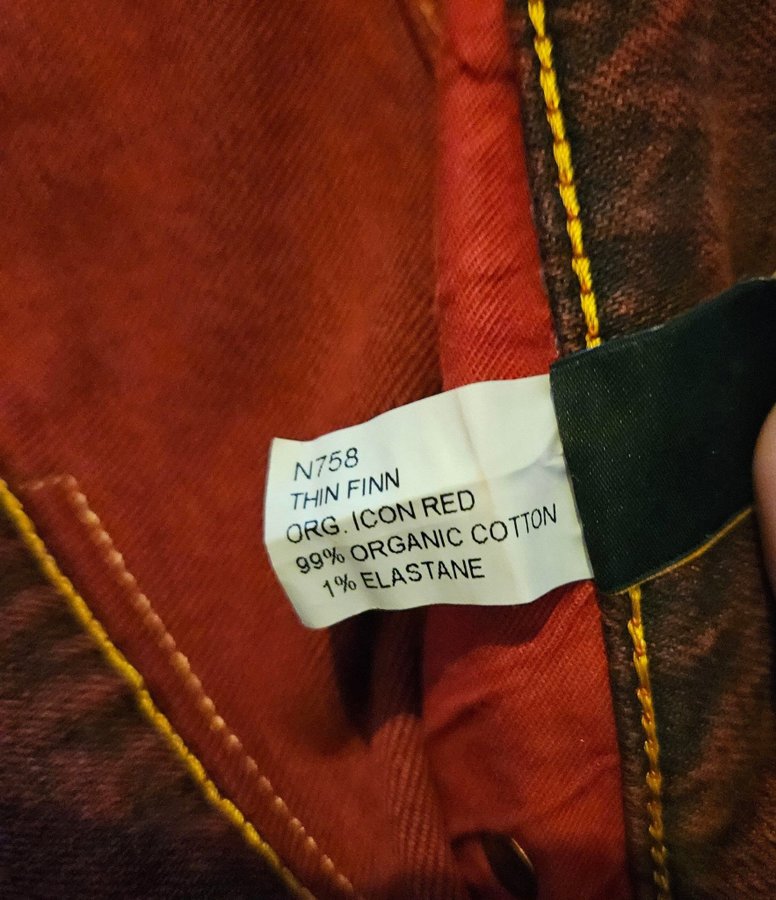 N758
THIN FINN
ORG. ICON RED
99% ORGANIC COTTON
1% ELASTANE